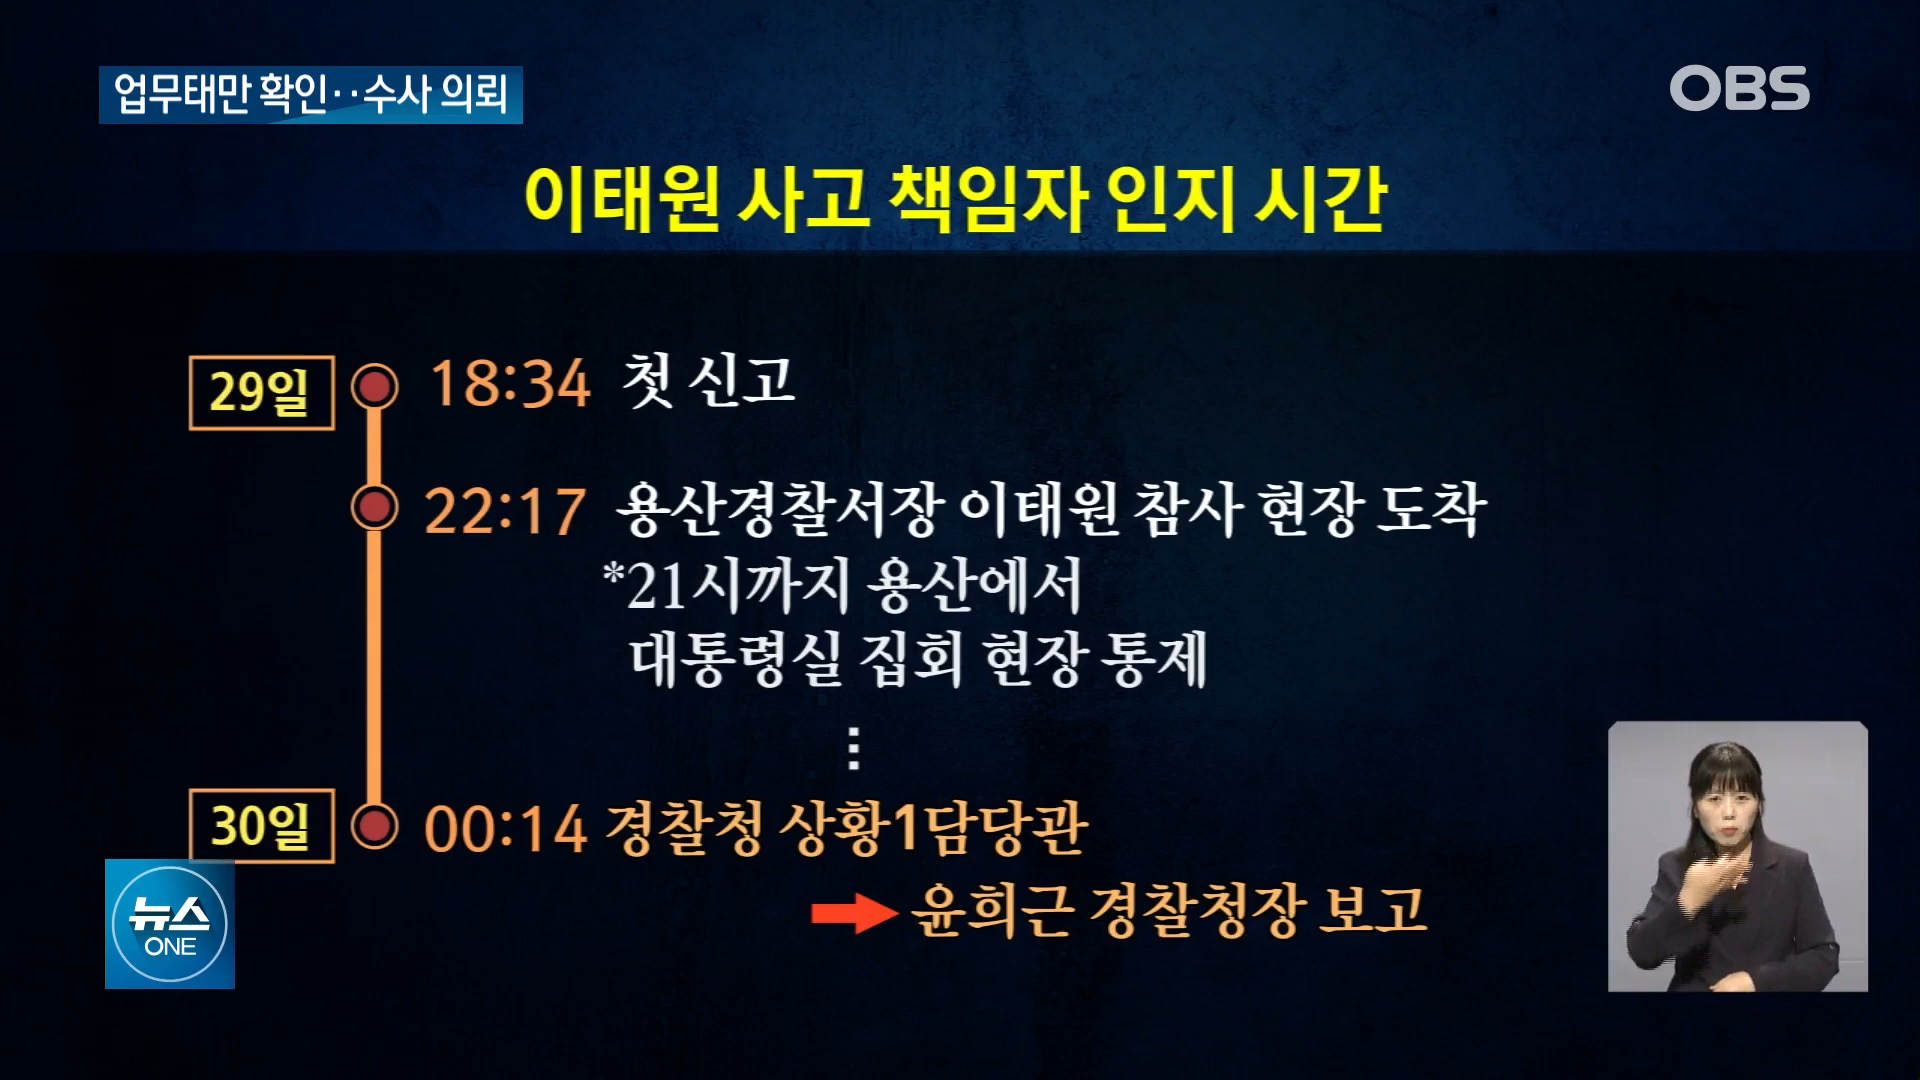 업무태만 확인‥수사 의뢰
OBS
이태원 사고 책임자 인지 시간
29일
18:34 첫 신고
22:17 용산경찰서장 이태원 참사 현장 도착
*21시까지 용산에서
대통령실 집회 현장 통제
⋮
30일
00:14 경찰청 상황1담당관
➡ 윤희근 경찰청장 보고
뉴스
ONE